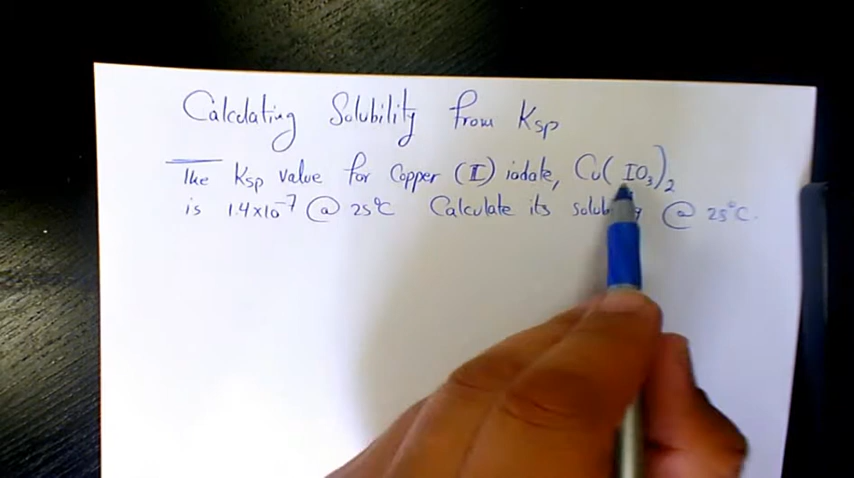 Calculating Solubility from Ksp
The Ksp value for Copper (I) iodate, Cu(IO3)2
is 1.4x10-7 @ 25°C Calculate its @ 25°C.